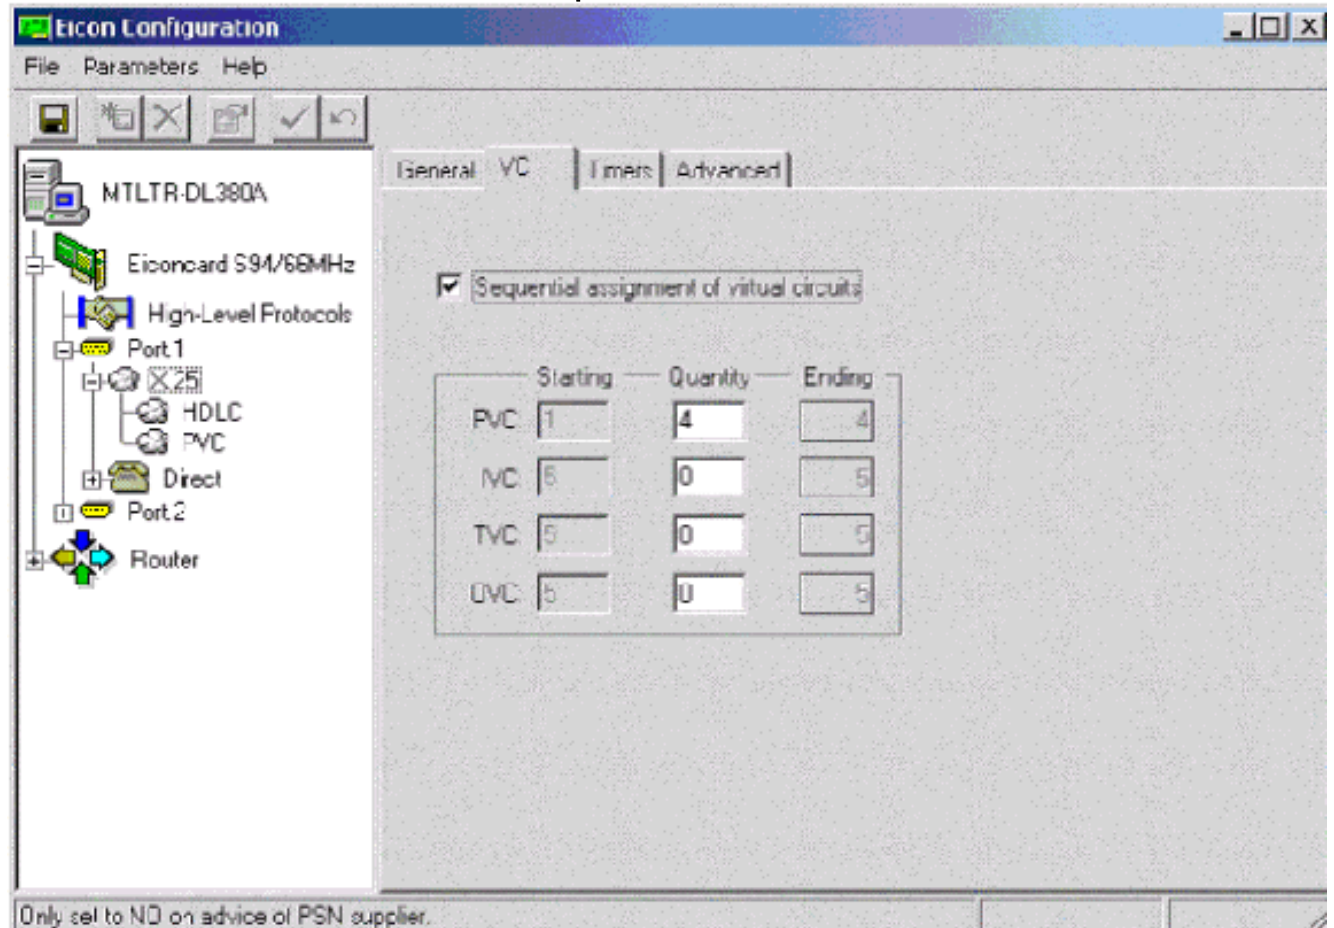 Eicon Configuration
File Parameters Help
MTLTR-DL380A
Eiconcard S94/66MHz
High-Level Protocols
Port 1
X25
HDLC
PVC
Direct
Port 2
Router
General VC Timers Advanced
Sequential assignment of virtual circuits
Starting Quantity Ending
PVC: 1 4 4
IVC: 5 0 5
TVC: 5 0 5
OVC: 5 0 5
Only set to NO on advice of PSN supplier.